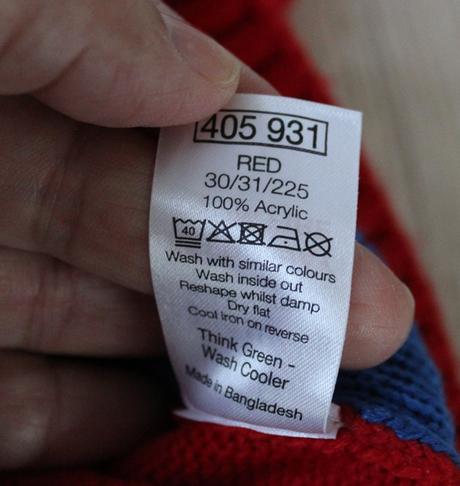 405 931
RED
30/31/225
100% Acrylic
40
Wash with similar colours
Wash inside out
Reshape whilst damp
Dry flat
Cool iron on reverse
Think Green -
Wash Cooler
Made in Bangladesh